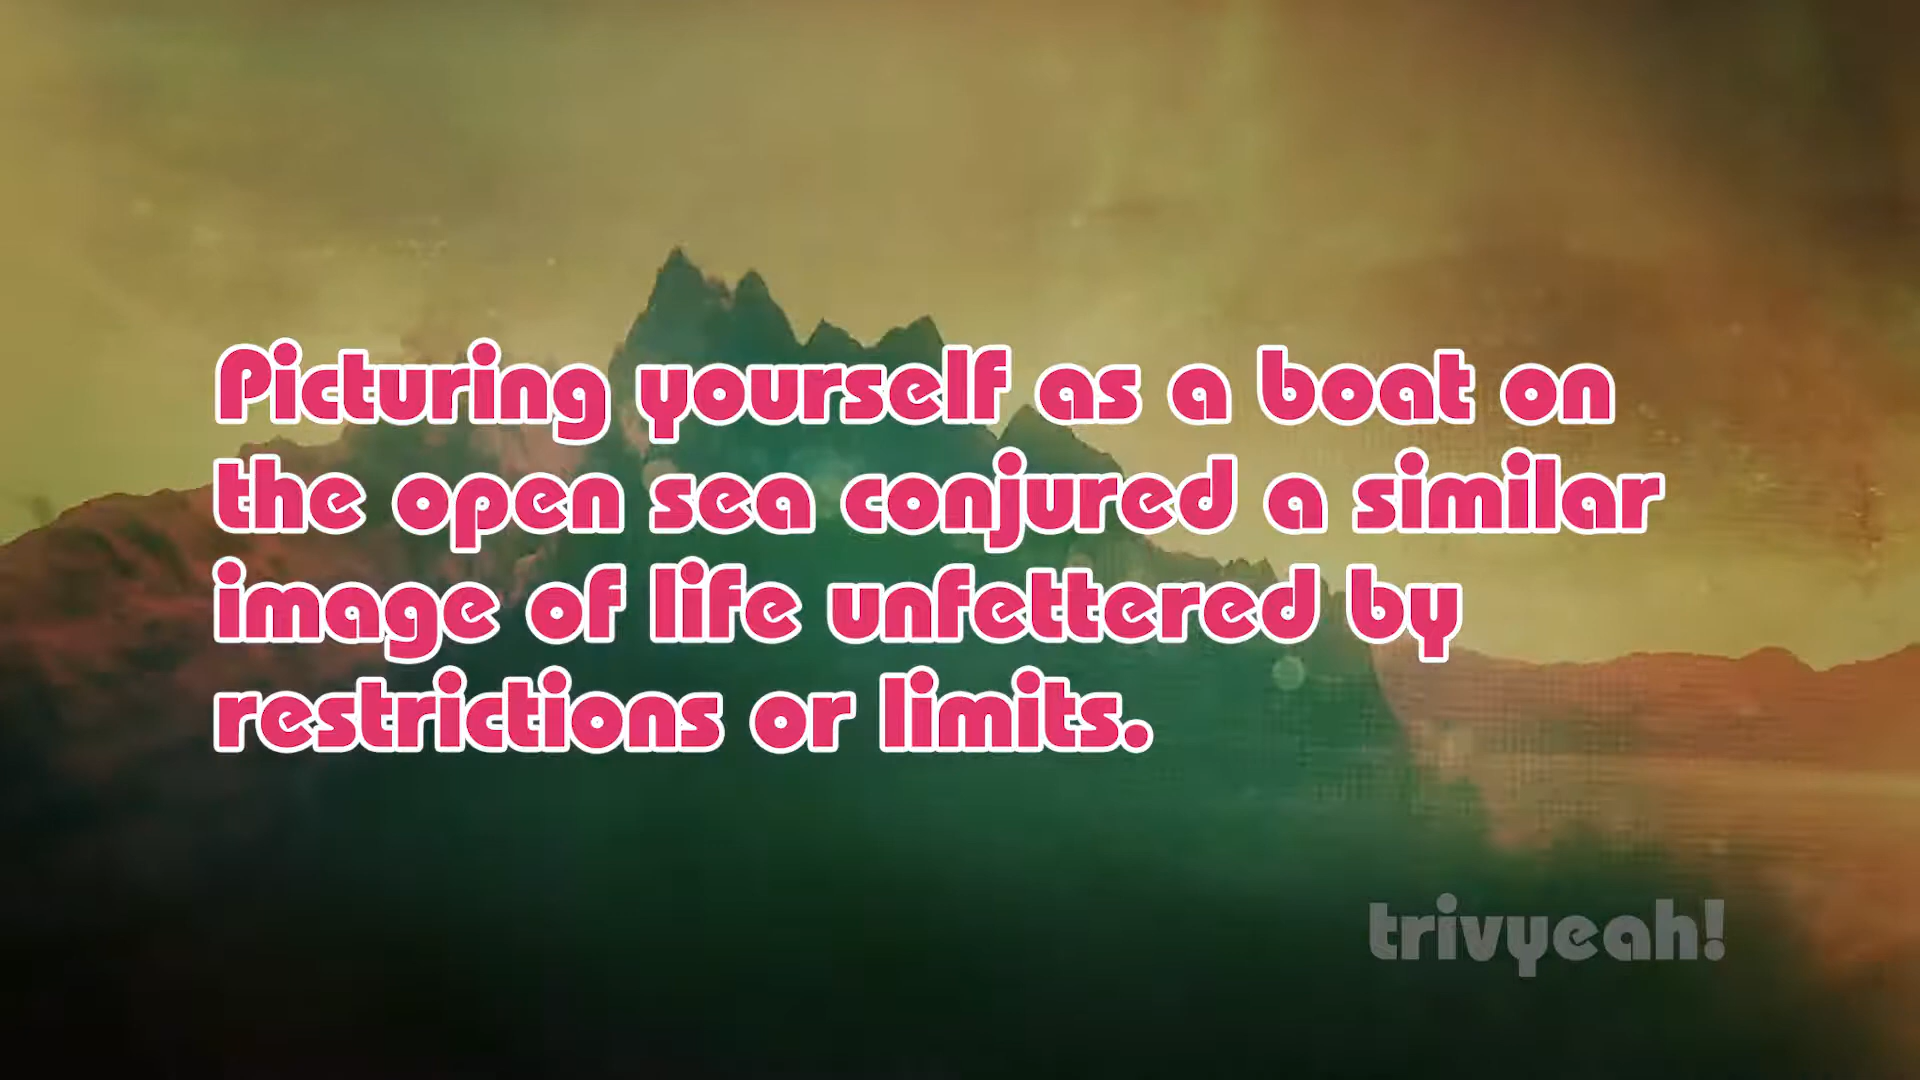 Picturing yourself as a boat on
the open sea conjured a similar
image of life unfettered by
restrictions or limits.
trivyeah!